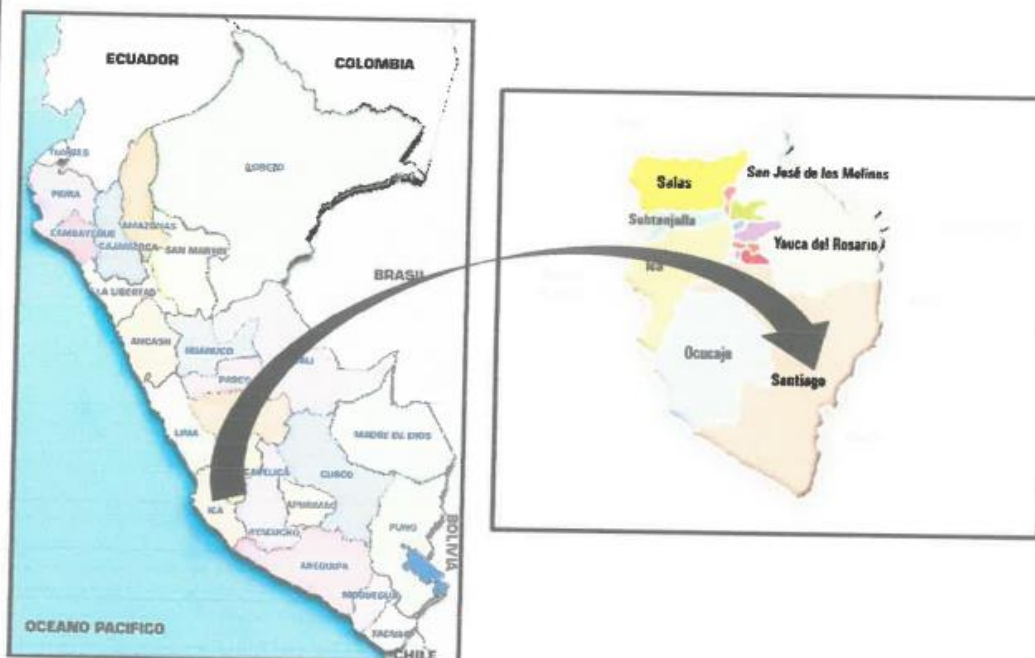 ECUADOR
COLOMBIA
TUMBES
LORETO
PIURA
AMAZONAS
LAMBAYEQUE
CAJAMARCA
SAN MARTIN
BRASIL
LA LIBERTAD
ANCASH
HUANUCO
PASCO
LIMA
MADRE DE DIOS
CUSCO
ICA
APURIMAC
AYACUCHO
PUNO
BOLIVIA
AREQUIPA
MOQUEGUA
TACNA
OCEANO PACIFICO
CHILE
Salas
San José de los Molinos
Subtanjalla
Yauca del Rosario
Ica
Ocucaje
Santiago